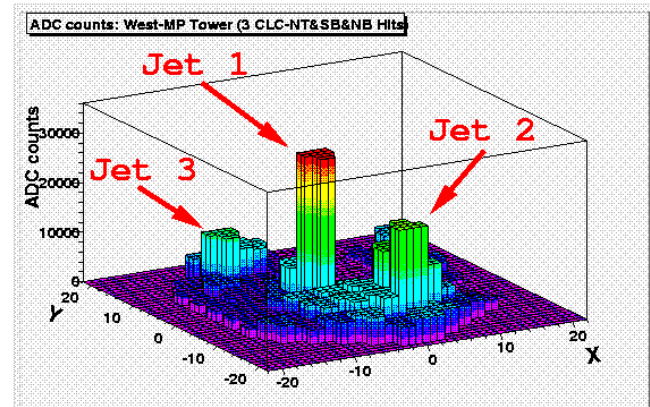 ADC counts: West-MP Tower (3 CLC-NT&SB&NB Hits)
Jet 1
Jet 2
Jet 3
ADC counts
30000
20000
10000
0
20
10
0
-10
-20
Y
-20
-10
0
10
20
X